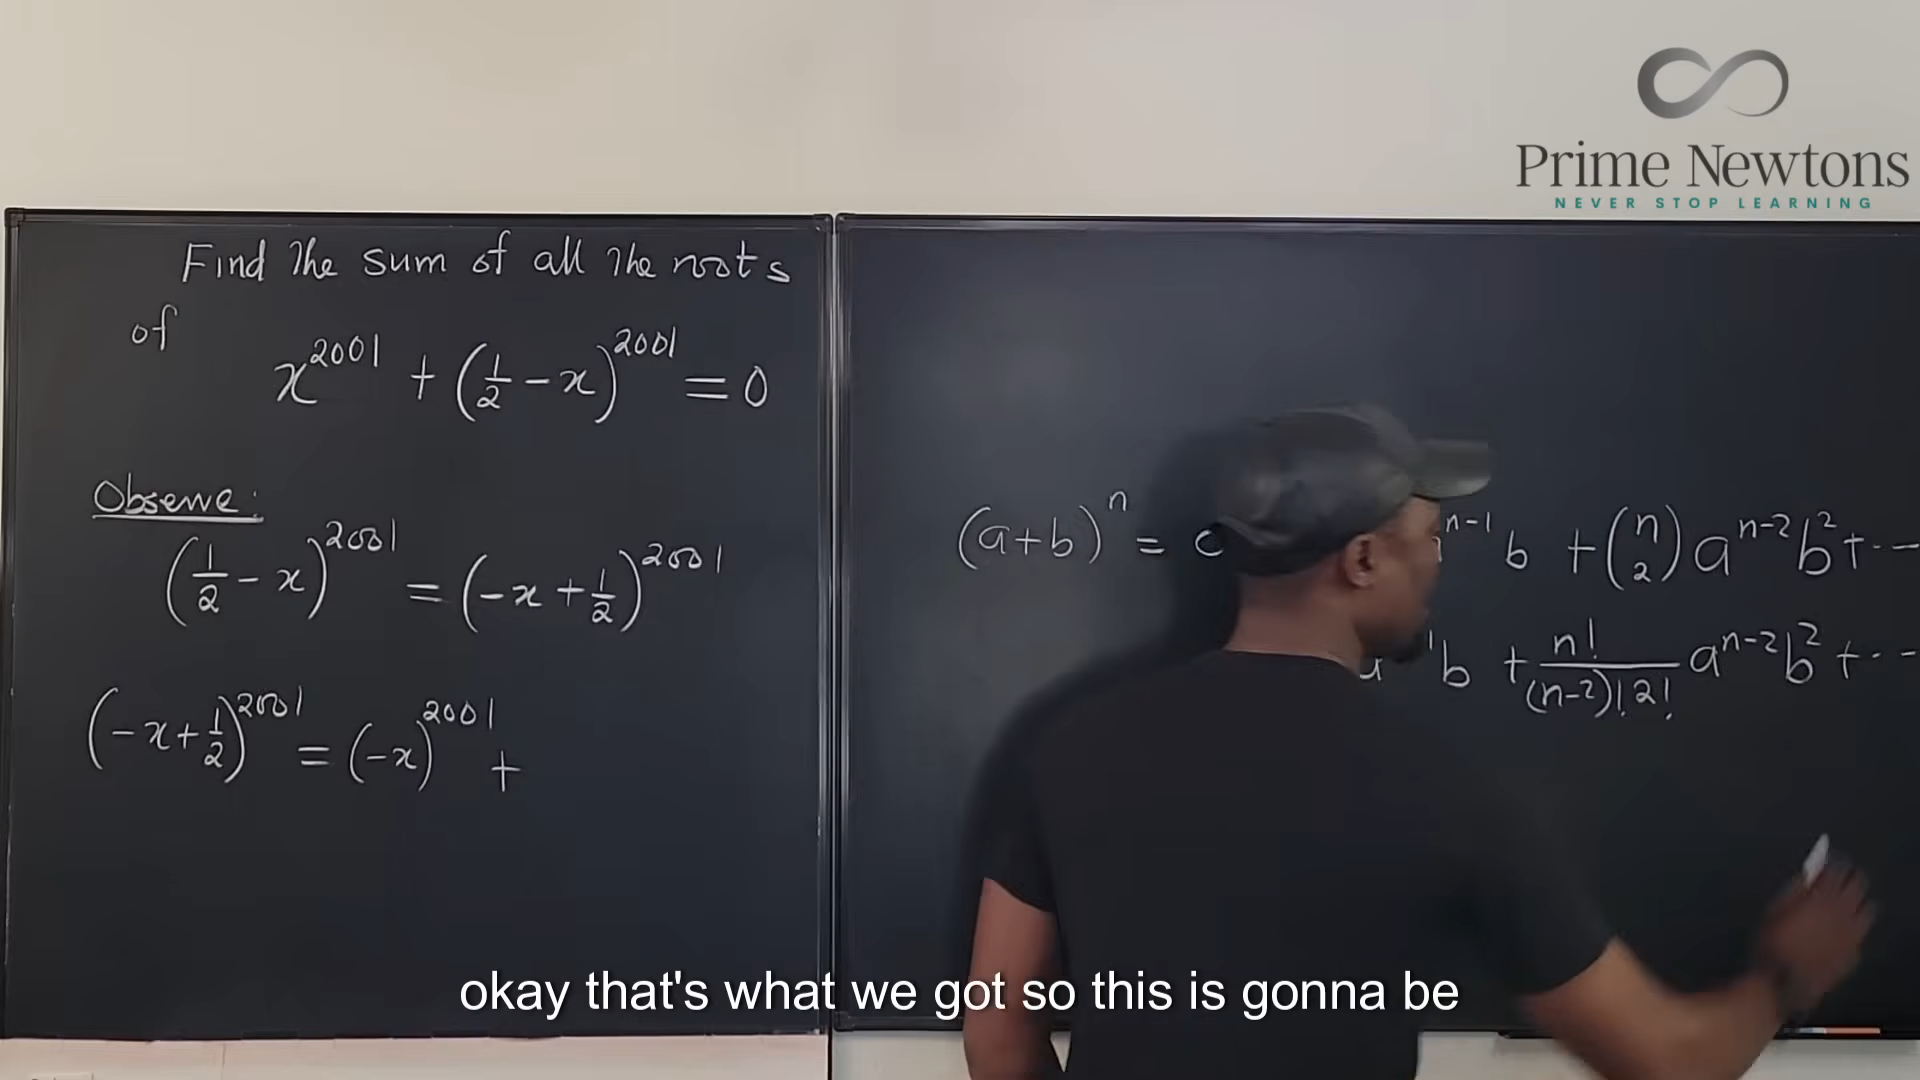 Prime Newtons
NEVER STOP LEARNING
Find the sum of all the roots
of
x^2001 + (1/2 - x)^2001 = 0
Observe:
(1/2 - x)^2001 = (-x + 1/2)^2001
(-x + 1/2)^2001 = (-x)^2001 +
(a+b)^n = n-1 b + (n 2) a^n-2 b^2 + ---
b + n!/(n-2)! 2! a^n-2 b^2 + ---
okay that's what we got so this is gonna be